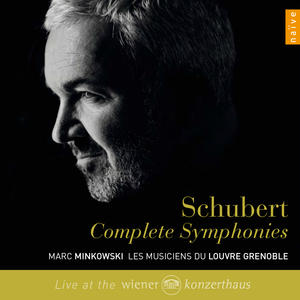 naïve
Schubert
Complete Symphonies
MARC MINKOWSKI LES MUSICIENS DU LOUVRE GRENOBLE
Live at the wiener konzerthaus